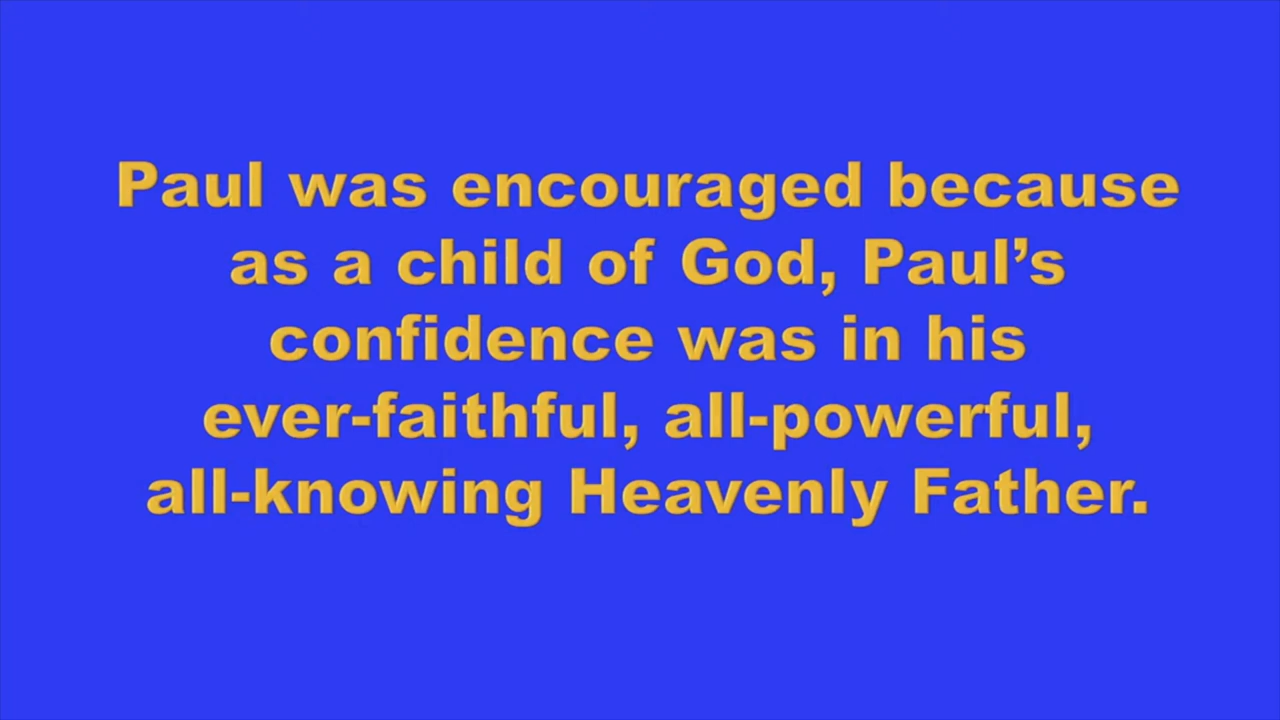 Paul was encouraged because
as a child of God, Paul’s
confidence was in his
ever-faithful, all-powerful,
all-knowing Heavenly Father.